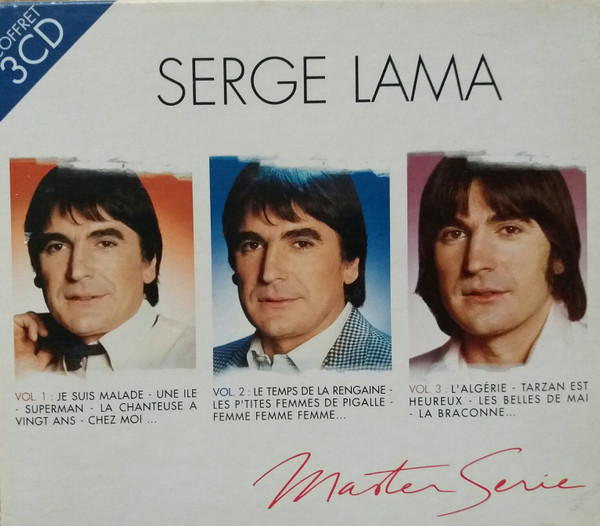 COFFRET
3CD
SERGE LAMA
VOL. 1 : JE SUIS MALADE - UNE ILE
- SUPERMAN - LA CHANTEUSE A
VINGT ANS - CHEZ MOI ...
VOL. 2 : LE TEMPS DE LA RENGAINE -
LES P'TITES FEMMES DE PIGALLE -
FEMME FEMME FEMME...
VOL. 3 : L'ALGÉRIE - TARZAN EST
HEUREUX - LES BELLES DE MAI
- LA BRACONNE...
Master Serie